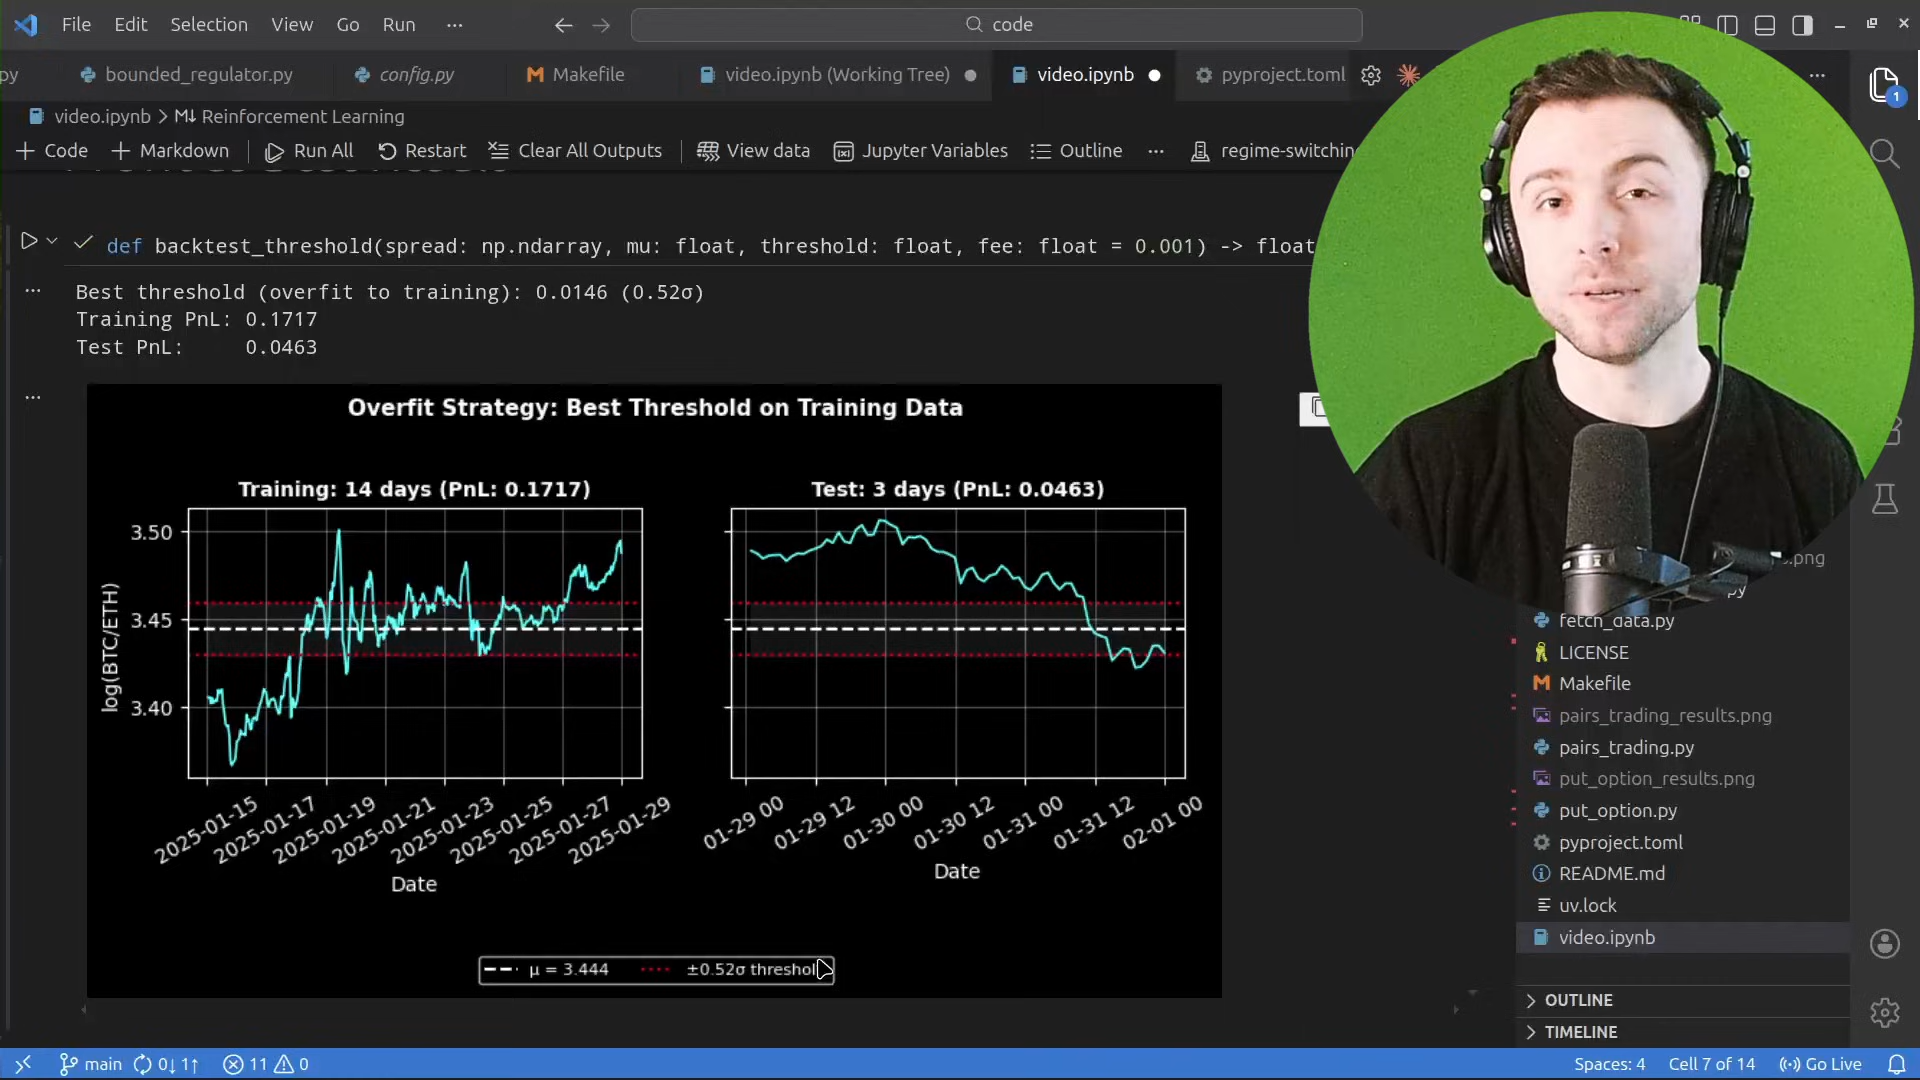 File Edit Selection View Go Run ...
code
py bounded_regulator.py config.py Makefile video.ipynb (Working Tree) video.ipynb pyproject.toml
video.ipynb > M↓ Reinforcement Learning
+ Code + Markdown Run All Restart Clear All Outputs View data Jupyter Variables Outline ...
def backtest_threshold(spread: np.ndarray, mu: float, threshold: float, fee: float = 0.001) -> float
Best threshold (overfit to training): 0.0146 (0.52σ)
Training PnL: 0.1717
Test PnL: 0.0463
Overfit Strategy: Best Threshold on Training Data
Training: 14 days (PnL: 0.1717)
Test: 3 days (PnL: 0.0463)
log(BTC/ETH)
3.50
3.45
3.40
2025-01-15
2025-01-17
2025-01-19
2025-01-21
2025-01-23
2025-01-25
2025-01-27
2025-01-29
Date
01-29 00
01-29 12
01-30 00
01-30 12
01-31 00
01-31 12
02-01 00
Date
μ = 3.444 ±0.52σ threshol
1
.png
py
fetch_data.py
LICENSE
Makefile
pairs_trading_results.png
pairs_trading.py
put_option_results.png
put_option.py
pyproject.toml
README.md
uv.lock
video.ipynb
OUTLINE
TIMELINE
main 0↓ 1↑ 11 0
Spaces: 4 Cell 7 of 14 Go Live